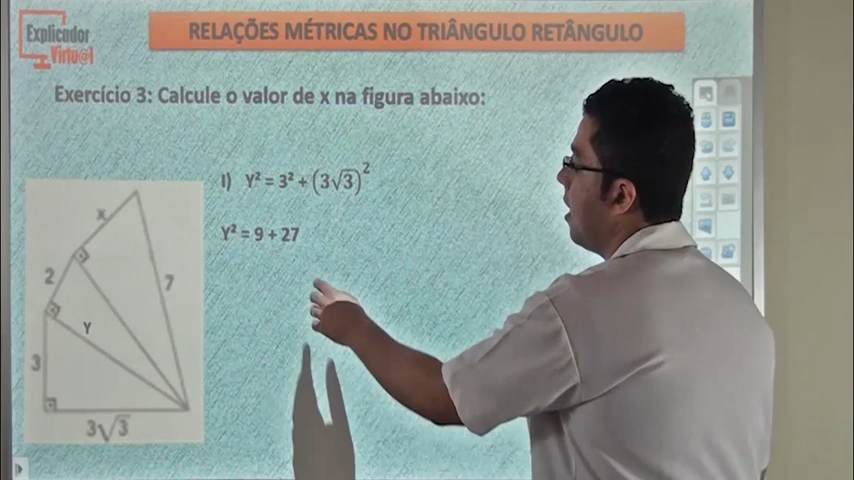 Explicador
Virtu@l
RELAÇÕES MÉTRICAS NO TRIÂNGULO RETÂNGULO
Exercício 3: Calcule o valor de x na figura abaixo:
I) Y² = 3² + (3√3)²
Y² = 9 + 27
x
2
7
Y
3
3√3